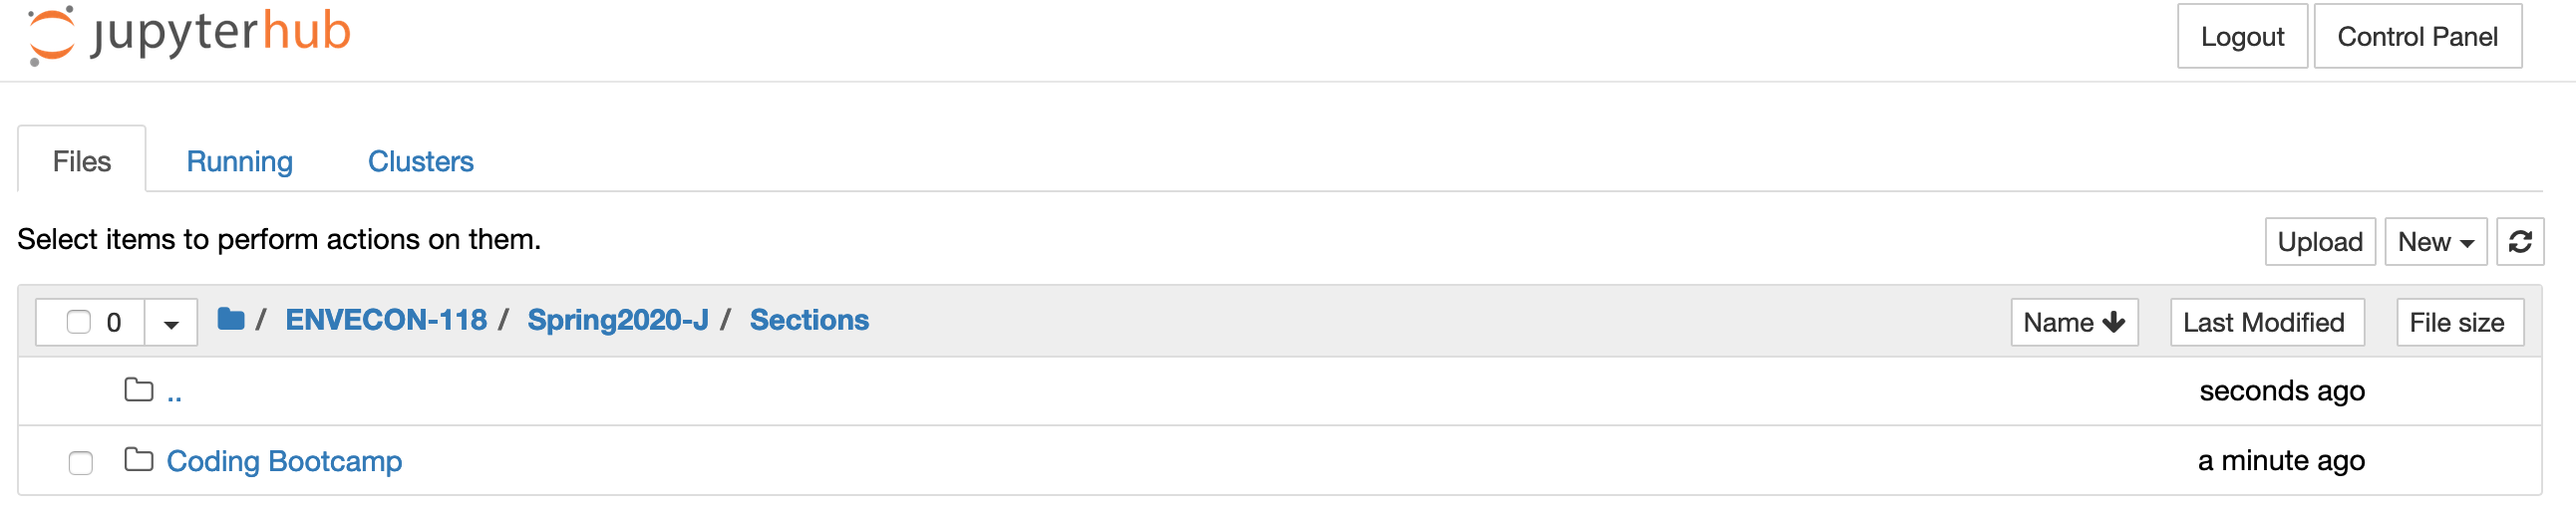 jupyterhub Logout Control Panel
Files Running Clusters
Select items to perform actions on them. Upload New
0 / ENVECON-118 / Spring2020-J / Sections Name Last Modified File size
.. seconds ago
Coding Bootcamp a minute ago